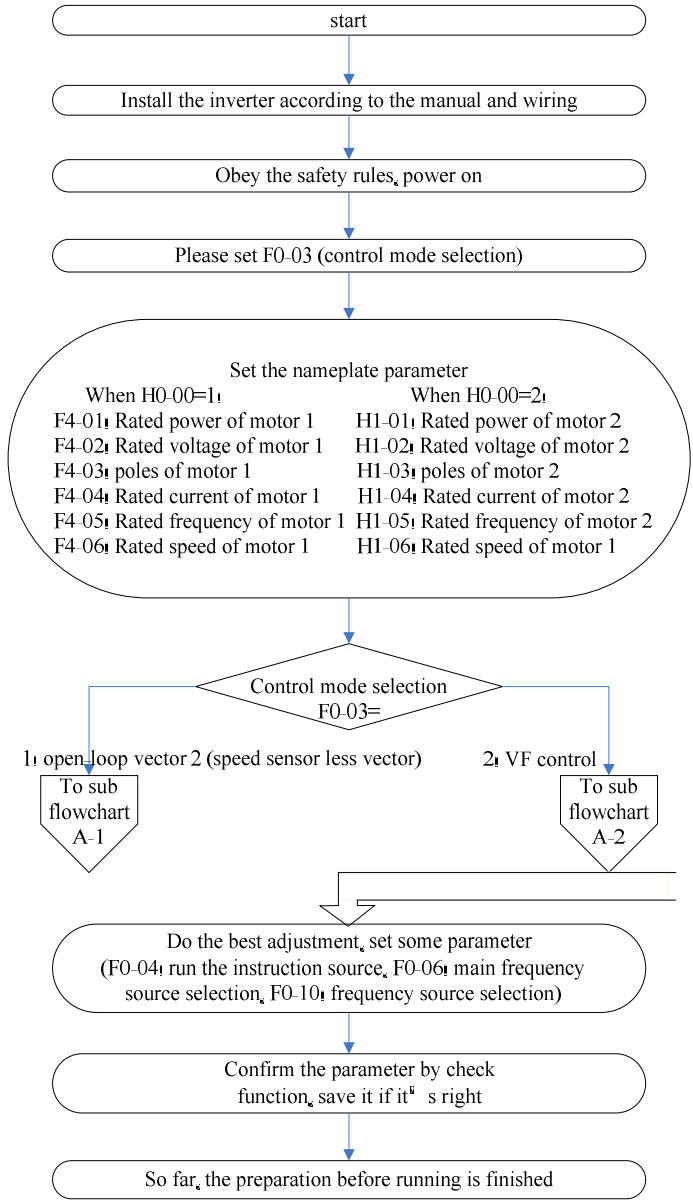 start
Install the inverter according to the manual and wiring
Obey the safety rules, power on
Please set F0-03 (control mode selection)
Set the nameplate parameter
When H0-00=1:
F4-01: Rated power of motor 1
F4-02: Rated voltage of motor 1
F4-03: poles of motor 1
F4-04: Rated current of motor 1
F4-05: Rated frequency of motor 1
F4-06: Rated speed of motor 1
When H0-00=2:
H1-01: Rated power of motor 2
H1-02: Rated voltage of motor 2
H1-03: poles of motor 2
H1-04: Rated current of motor 2
H1-05: Rated frequency of motor 2
H1-06: Rated speed of motor 1
Control mode selection
F0-03=
1: open loop vector 2 (speed sensor less vector)
2: VF control
To sub
flowchart
A-1
To sub
flowchart
A-2
Do the best adjustment, set some parameter
(F0-04: run the instruction source, F0-06: main frequency
source selection, F0-10: frequency source selection)
Confirm the parameter by check
function, save it if it's right
So far, the preparation before running is finished